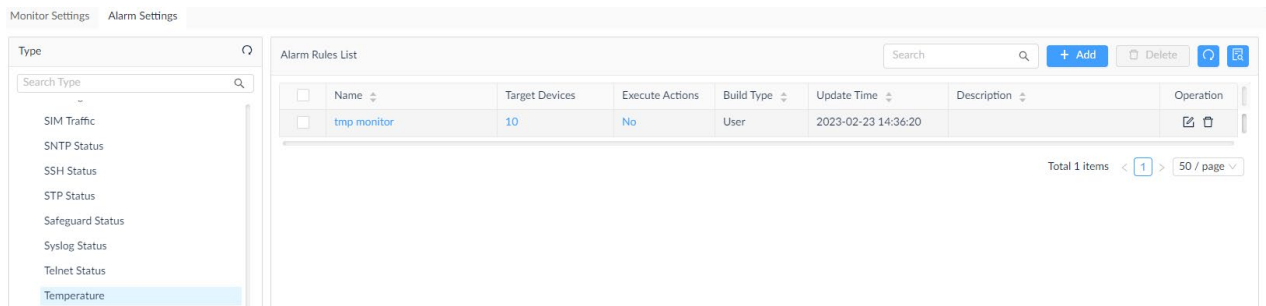 Monitor Settings Alarm Settings
Type
Search Type
SIM Traffic
SNTP Status
SSH Status
STP Status
Safeguard Status
Syslog Status
Telnet Status
Temperature
Alarm Rules List Search + Add Delete
Name Target Devices Execute Actions Build Type Update Time Description Operation
tmp monitor 10 No User 2023-02-23 14:36:20
Total 1 items < 1 > 50 / page